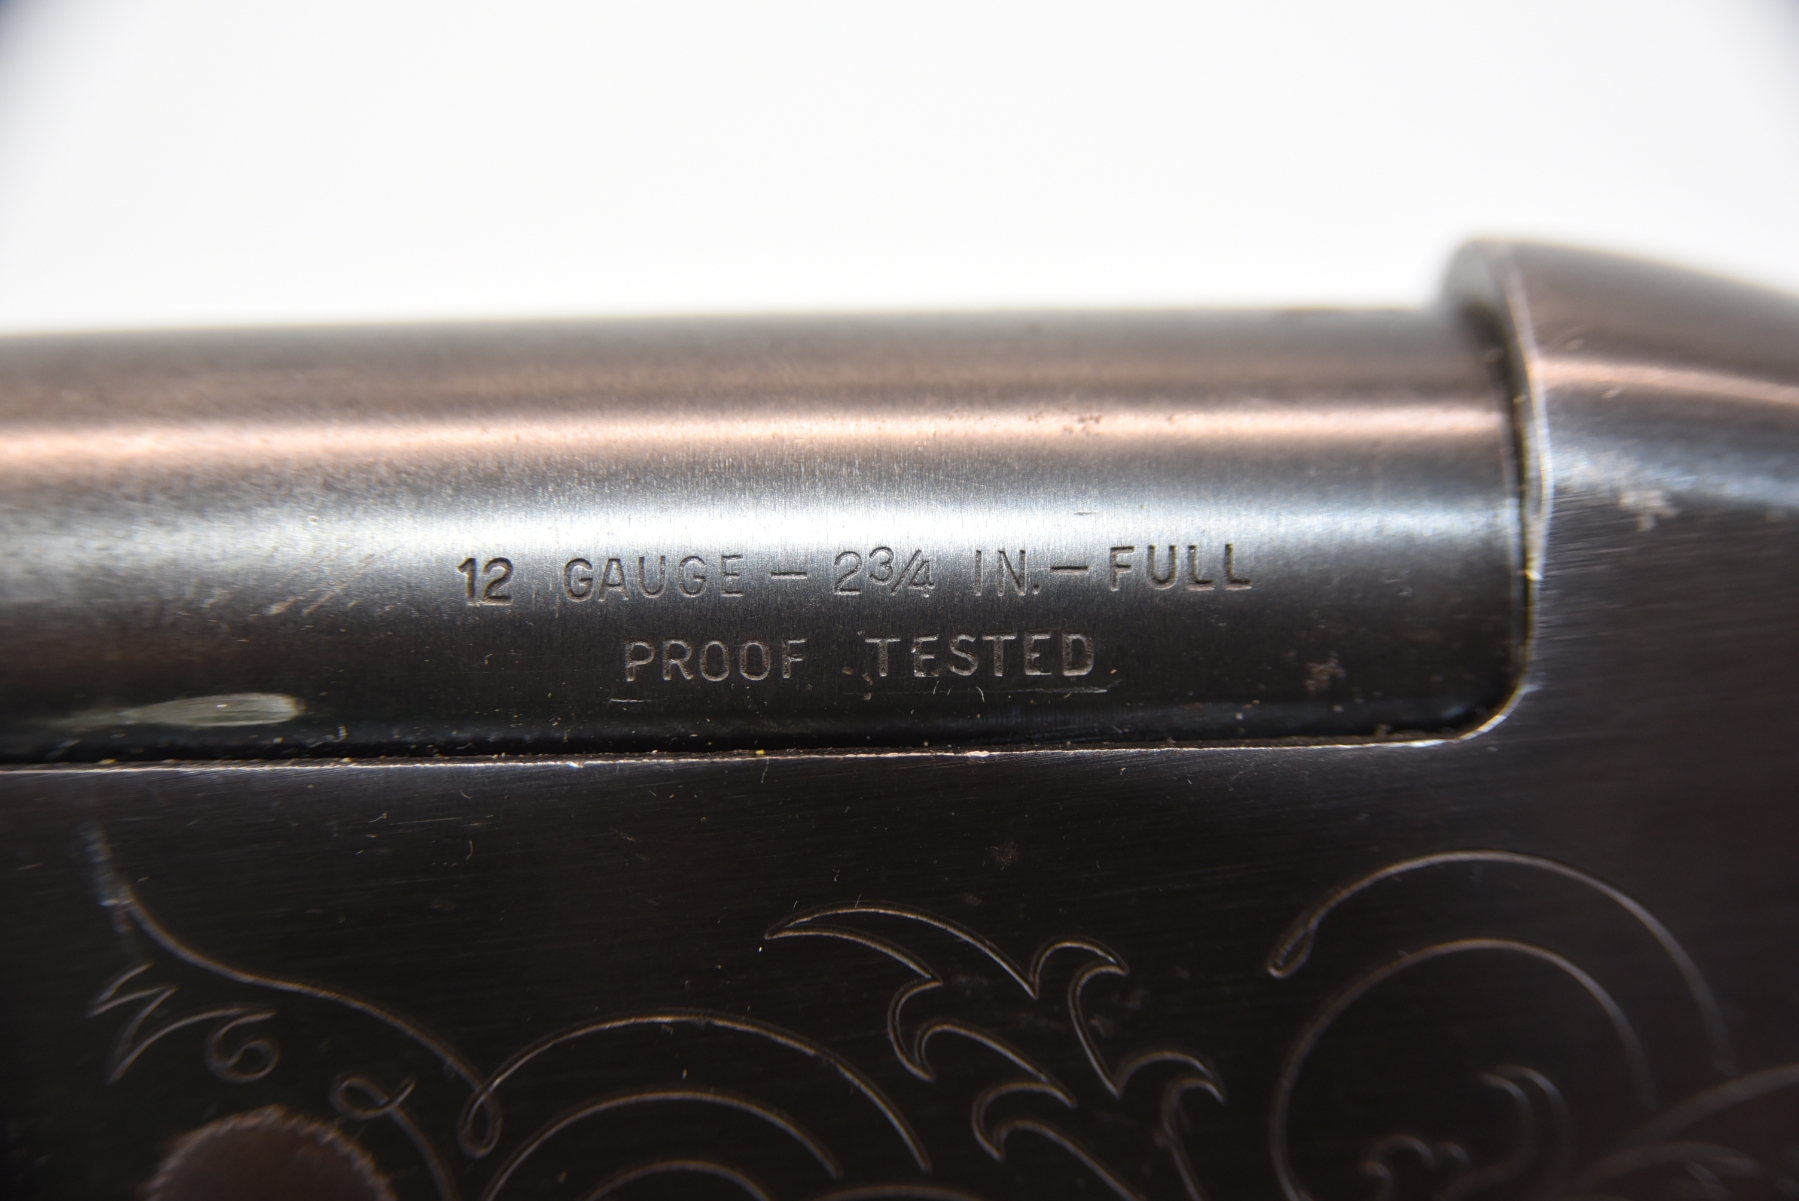 12 GAUGE — 2¾ IN. — FULL
PROOF TESTED